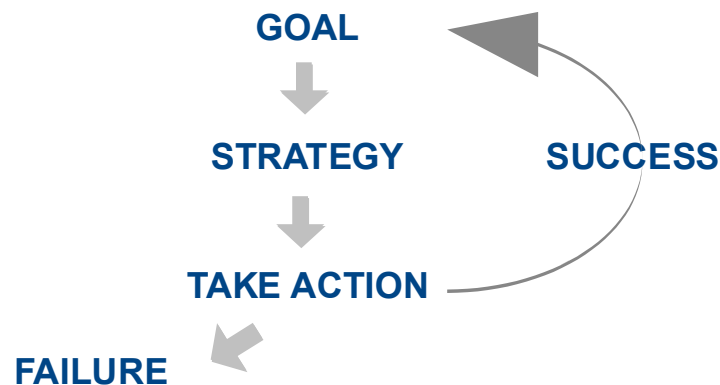 GOAL
STRATEGY
SUCCESS
TAKE ACTION
FAILURE